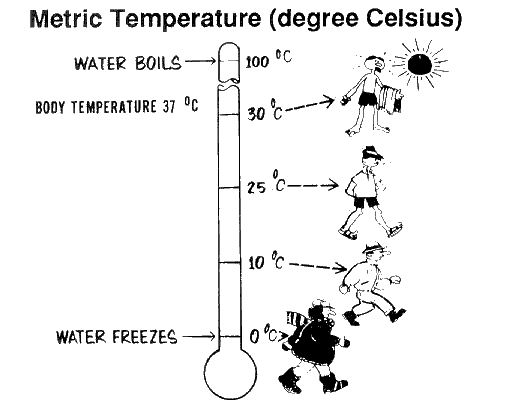 Metric Temperature (degree Celsius)
WATER BOILS
100 °C
BODY TEMPERATURE 37 °C
30 °C
25 °C
10 °C
WATER FREEZES
0 °C